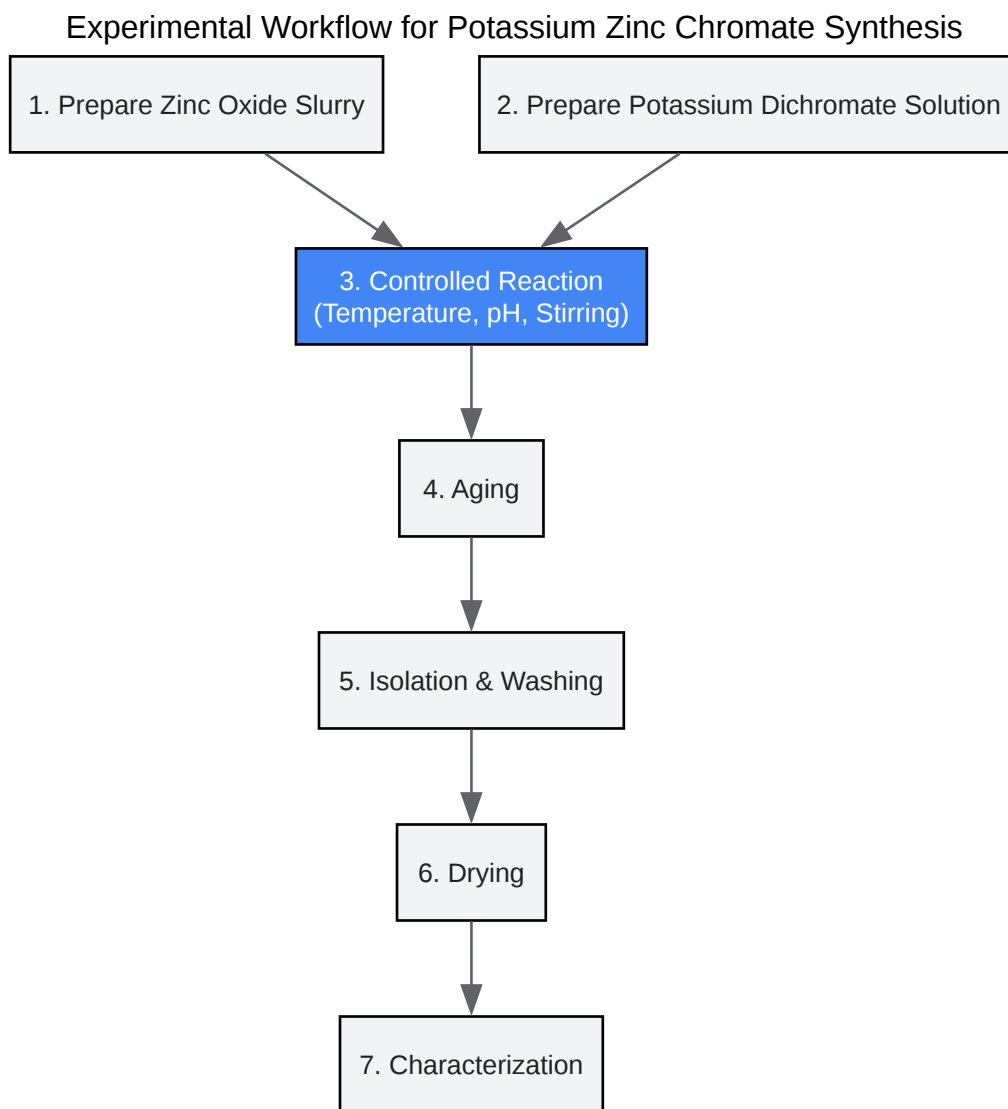 Experimental Workflow for Potassium Zinc Chromate Synthesis
1. Prepare Zinc Oxide Slurry
2. Prepare Potassium Dichromate Solution
3. Controlled Reaction
(Temperature, pH, Stirring)
4. Aging
5. Isolation & Washing
6. Drying
7. Characterization